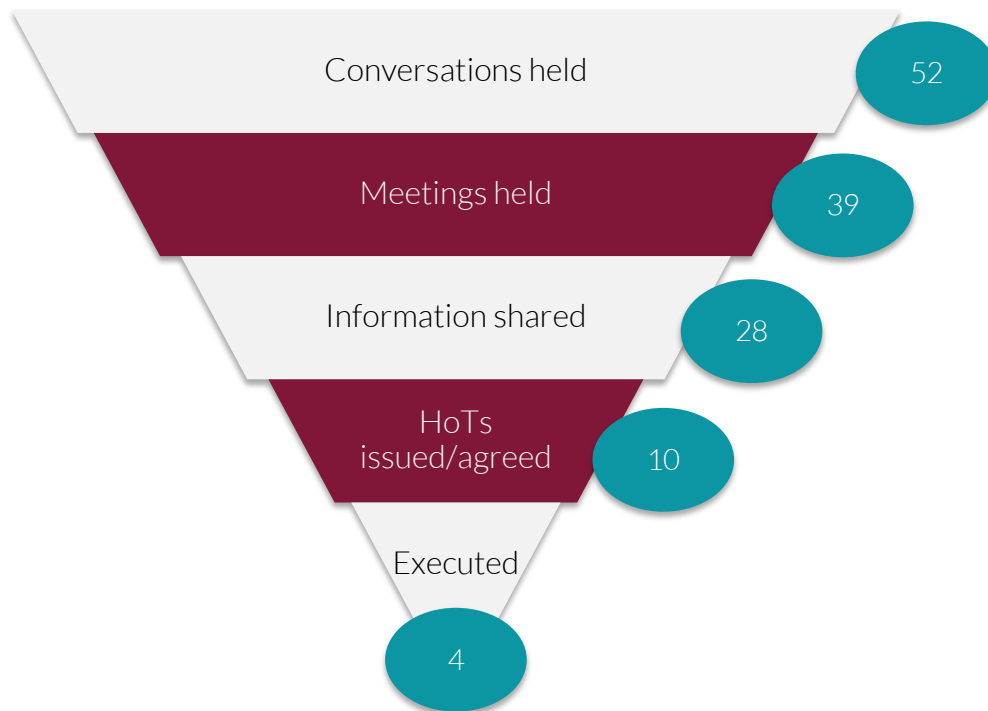 Conversations held
52
Meetings held
39
Information shared
28
HoTs
issued/agreed
10
Executed
4